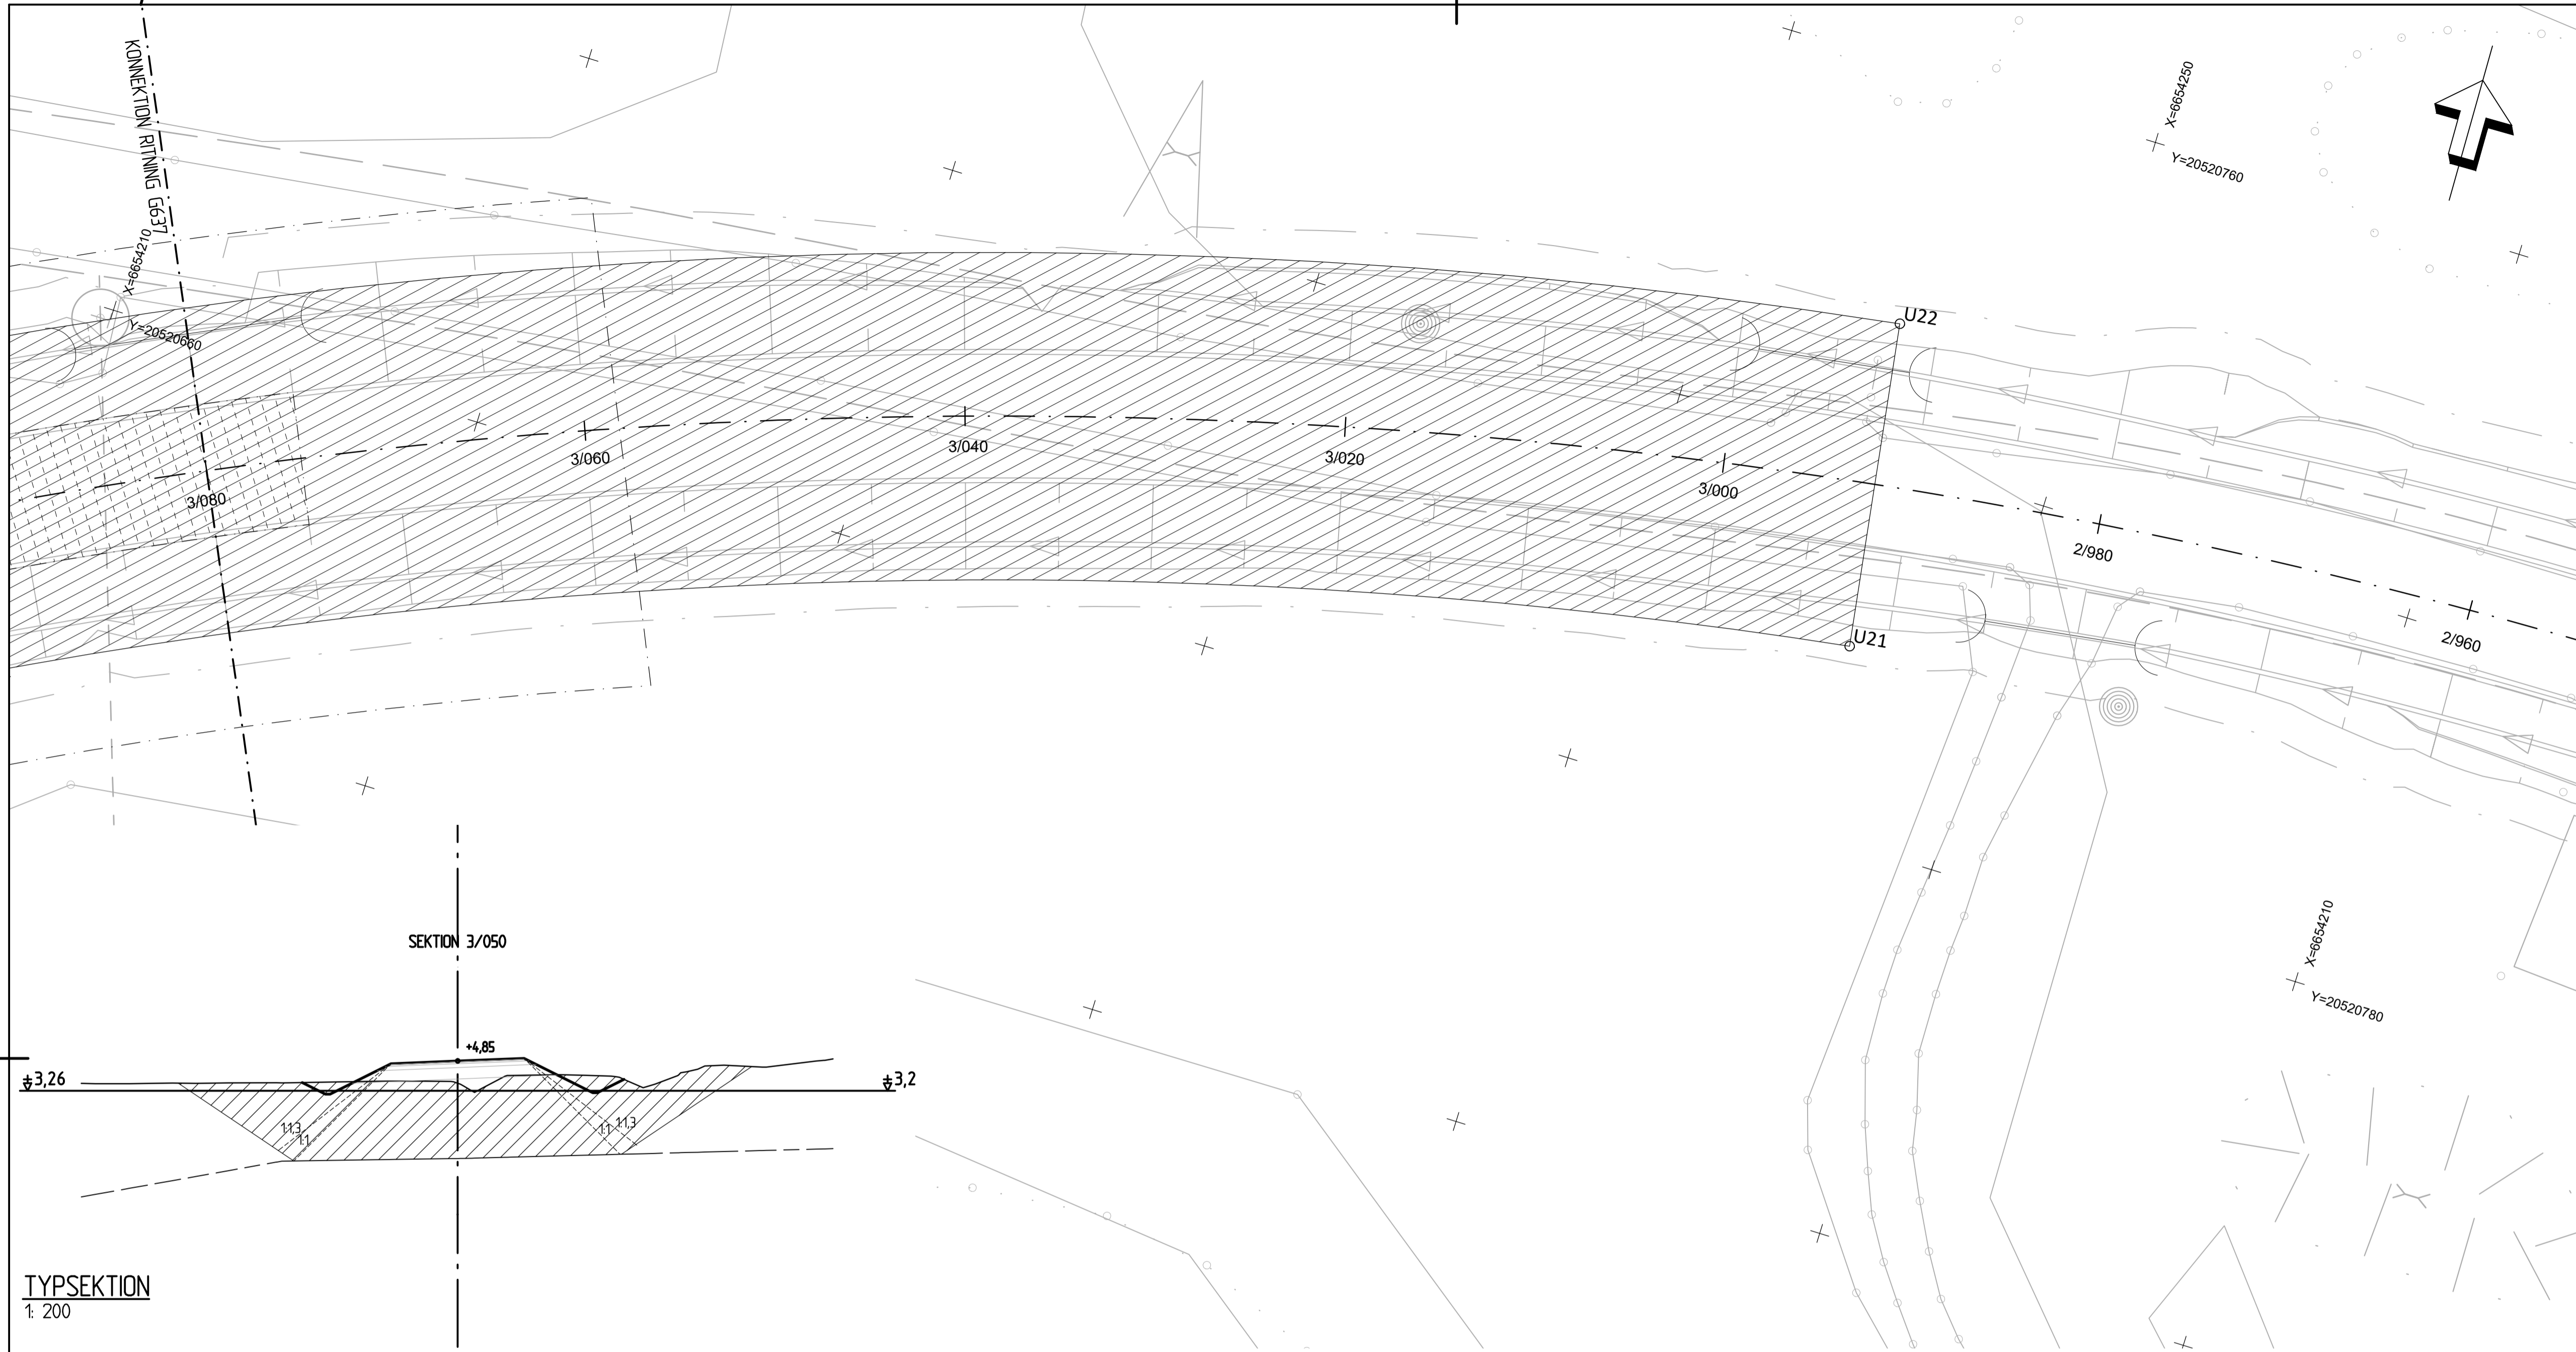 KONNEKTION RITNING G637
X=6654210
Y=20520660
X=6654250
Y=20520760
U22
3/080
3/060
3/040
3/020
3/000
2/980
2/960
U21
X=6654210
Y=20520780
SEKTION 3/050
+4,85
+3,26
+3,2
1:1,3
1:1
1:1
1:1,3
TYPSEKTION
1: 200